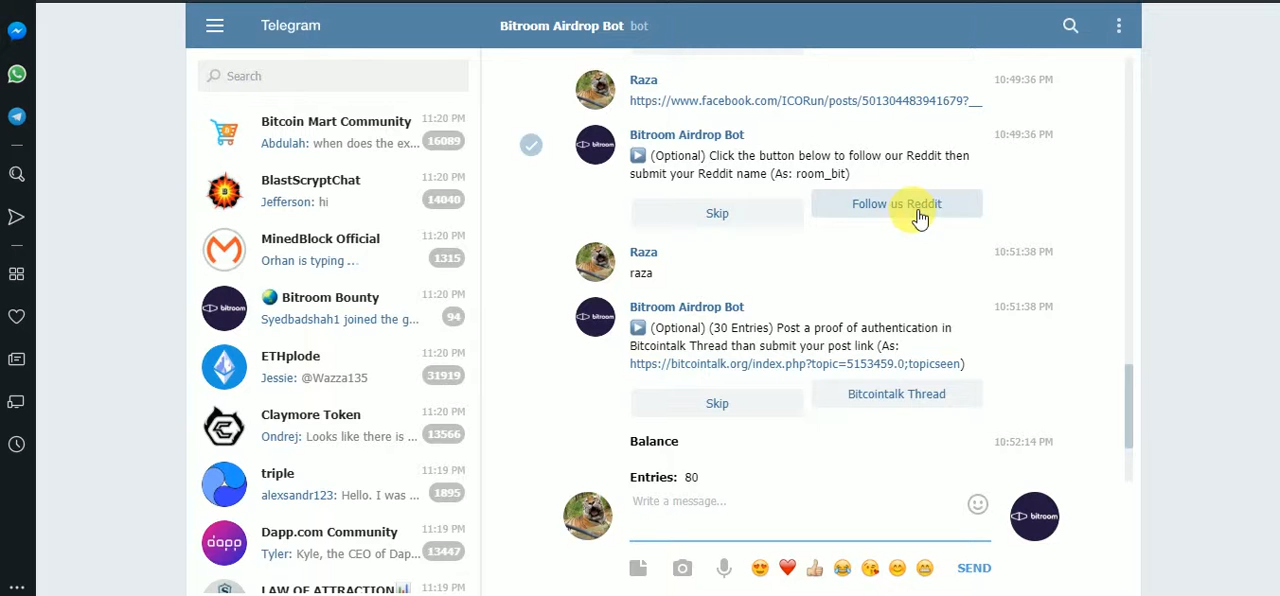 Telegram
Bitroom Airdrop Bot bot
Search
Bitcoin Mart Community 11:20 PM
Abdulah: when does the ex... 16089
BlastScryptChat 11:20 PM
Jefferson: hi 14040
MinedBlock Official 11:20 PM
Orhan is typing ... 1315
Bitroom Bounty 11:20 PM
Syedbadshah1 joined the g... 94
ETHplode 11:20 PM
Jessie: @Wazza135 31919
Claymore Token 11:20 PM
Ondrej: Looks like there is ... 13566
triple 11:19 PM
alexsandr123: Hello. I was ... 1895
Dapp.com Community 11:19 PM
Tyler: Kyle, the CEO of Dap... 13447
LAW OF ATTRACTION 11:19 PM
Raza 10:49:36 PM
https://www.facebook.com/ICORun/posts/501304483941679?__
Bitroom Airdrop Bot 10:49:36 PM
(Optional) Click the button below to follow our Reddit then
submit your Reddit name (As: room_bit)
Skip Follow us Reddit
Raza 10:51:38 PM
raza
Bitroom Airdrop Bot 10:51:38 PM
(Optional) (30 Entries) Post a proof of authentication in
Bitcointalk Thread than submit your post link (As:
https://bitcointalk.org/index.php?topic=5153459.0;topicseen)
Skip Bitcointalk Thread
Balance 10:52:14 PM
Entries: 80
Write a message...
SEND
bitroom
bitroom
bitroom
bitroom
dapp